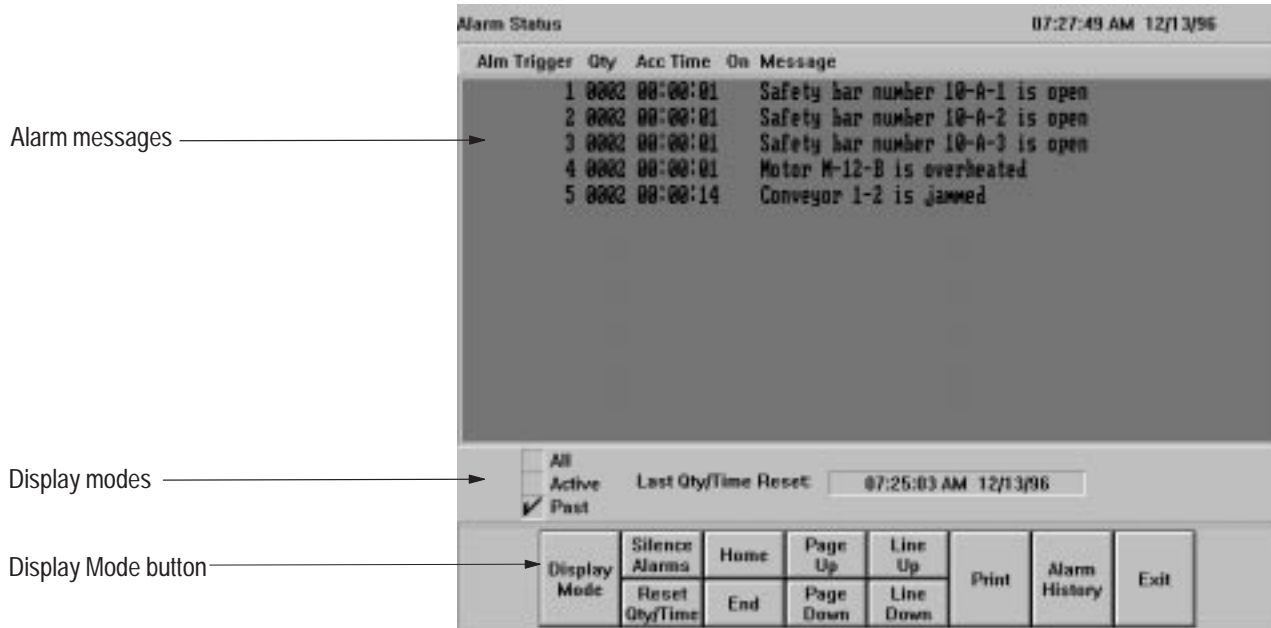 Alarm Status 07:27:49 AM 12/13/96
Alm Trigger Qty Acc Time On Message
1 0002 00:00:01 Safety bar number 10-A-1 is open
2 0002 00:00:01 Safety bar number 10-A-2 is open
Alarm messages
3 0002 00:00:01 Safety bar number 10-A-3 is open
4 0002 00:00:01 Motor M-12-B is overheated
5 0002 00:00:14 Conveyor 1-2 is jammed
All
Display modes
Active Last Qty/Time Reset: 07:25:03 AM 12/13/96
Past
Display Mode button
Display Mode
Silence Alarms
Reset Qty/Time
Home
End
Page Up
Page Down
Line Up
Line Down
Print
Alarm History
Exit